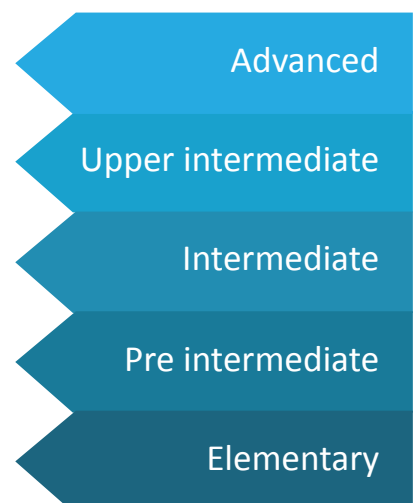 Advanced
Upper intermediate
Intermediate
Pre intermediate
Elementary